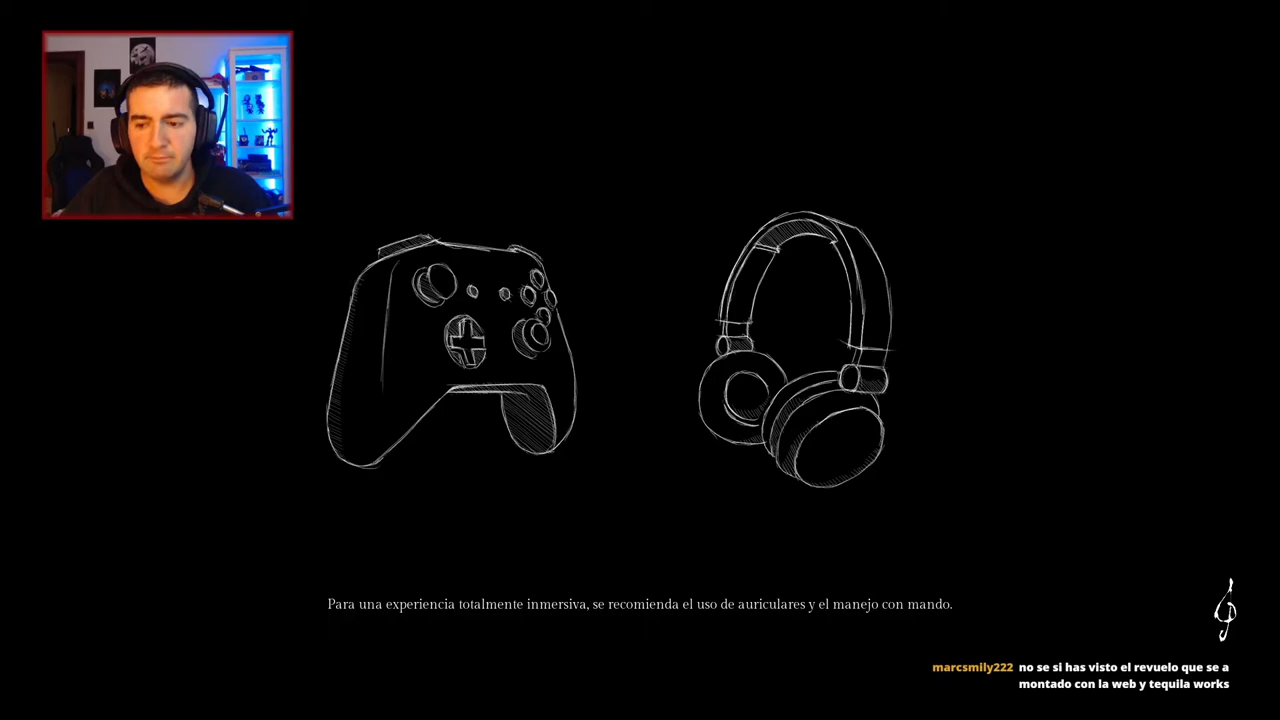 Para una experiencia totalmente inmersiva, se recomienda el uso de auriculares y el manejo con mando.
marcsmily222 no se si has visto el revuelo que se a
montado con la web y tequila works